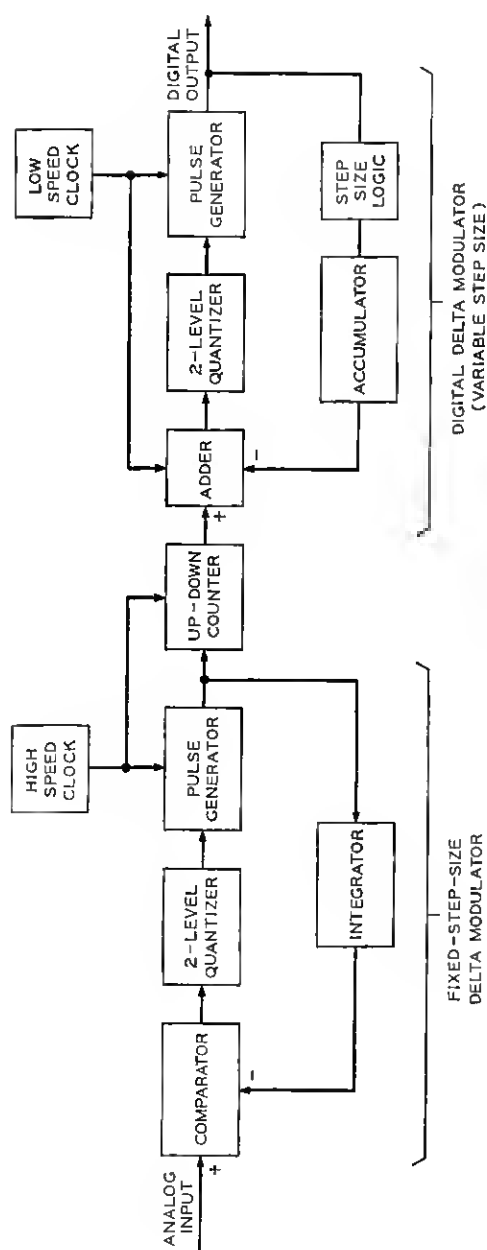 ANALOG
INPUT
+
COMPARATOR
-
2-LEVEL
QUANTIZER
PULSE
GENERATOR
HIGH
SPEED
CLOCK
INTEGRATOR
FIXED-STEP-SIZE
DELTA MODULATOR
UP-DOWN
COUNTER
+
ADDER
-
2-LEVEL
QUANTIZER
PULSE
GENERATOR
LOW
SPEED
CLOCK
DIGITAL
OUTPUT
STEP
SIZE
LOGIC
ACCUMULATOR
DIGITAL DELTA MODULATOR
(VARIABLE STEP SIZE)